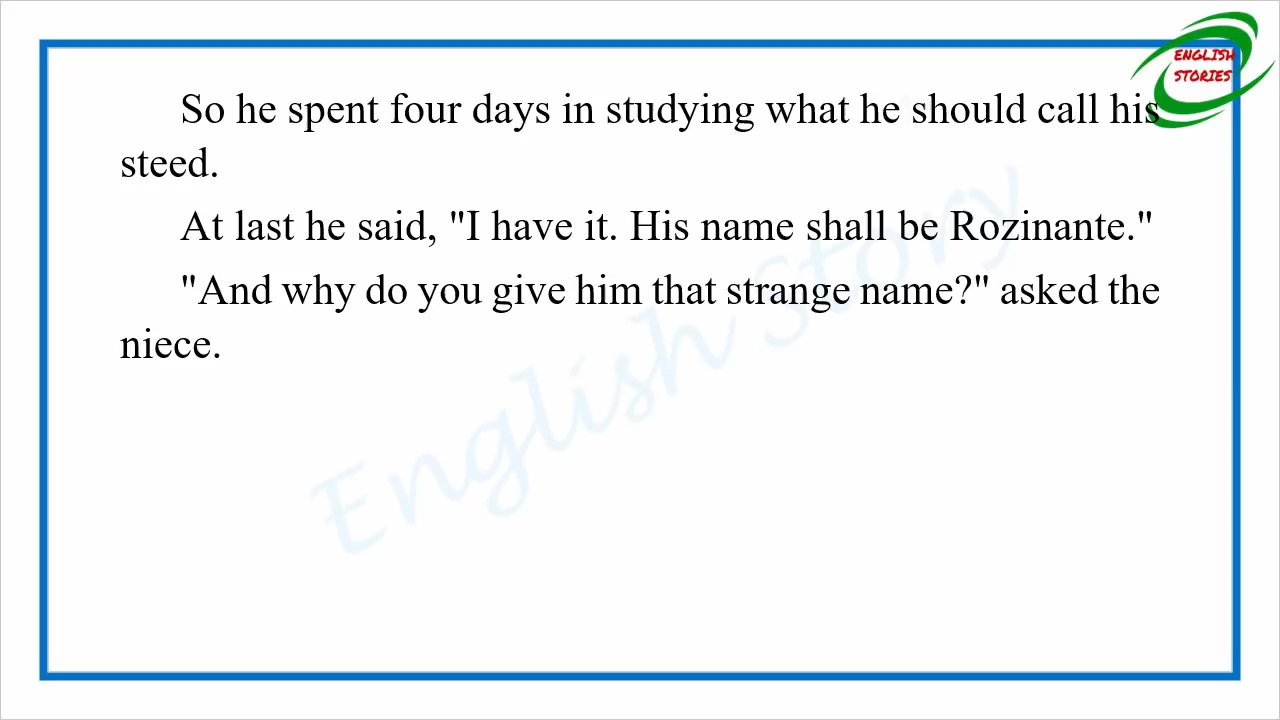 ENGLISH
STORIES
So he spent four days in studying what he should call his
steed.
At last he said, "I have it. His name shall be Rozinante."
"And why do you give him that strange name?" asked the
niece.
English Story